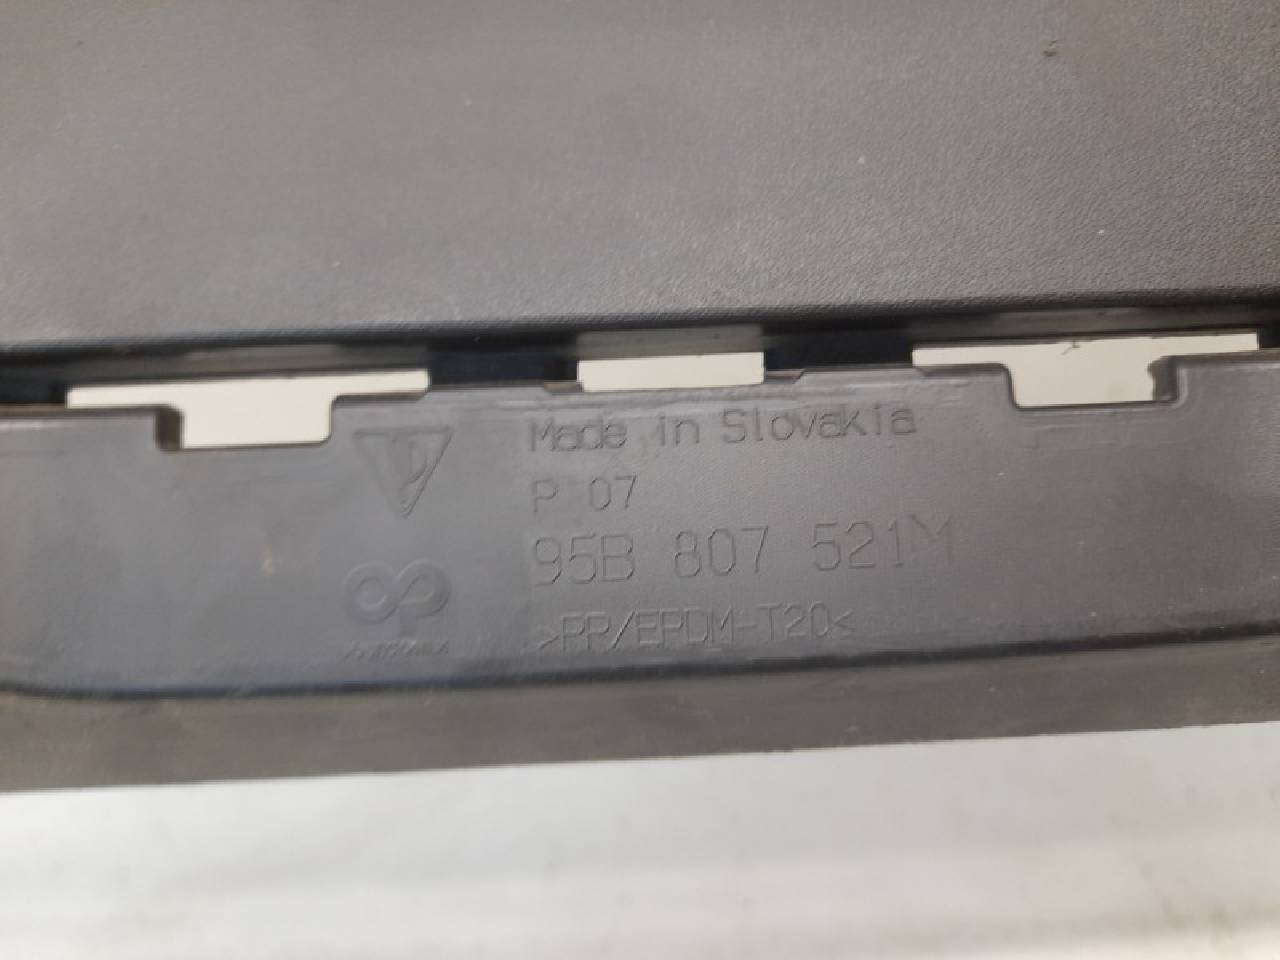 Made in Slovakia
P 07
95B 807 521M
>PP/EPDM-T20<